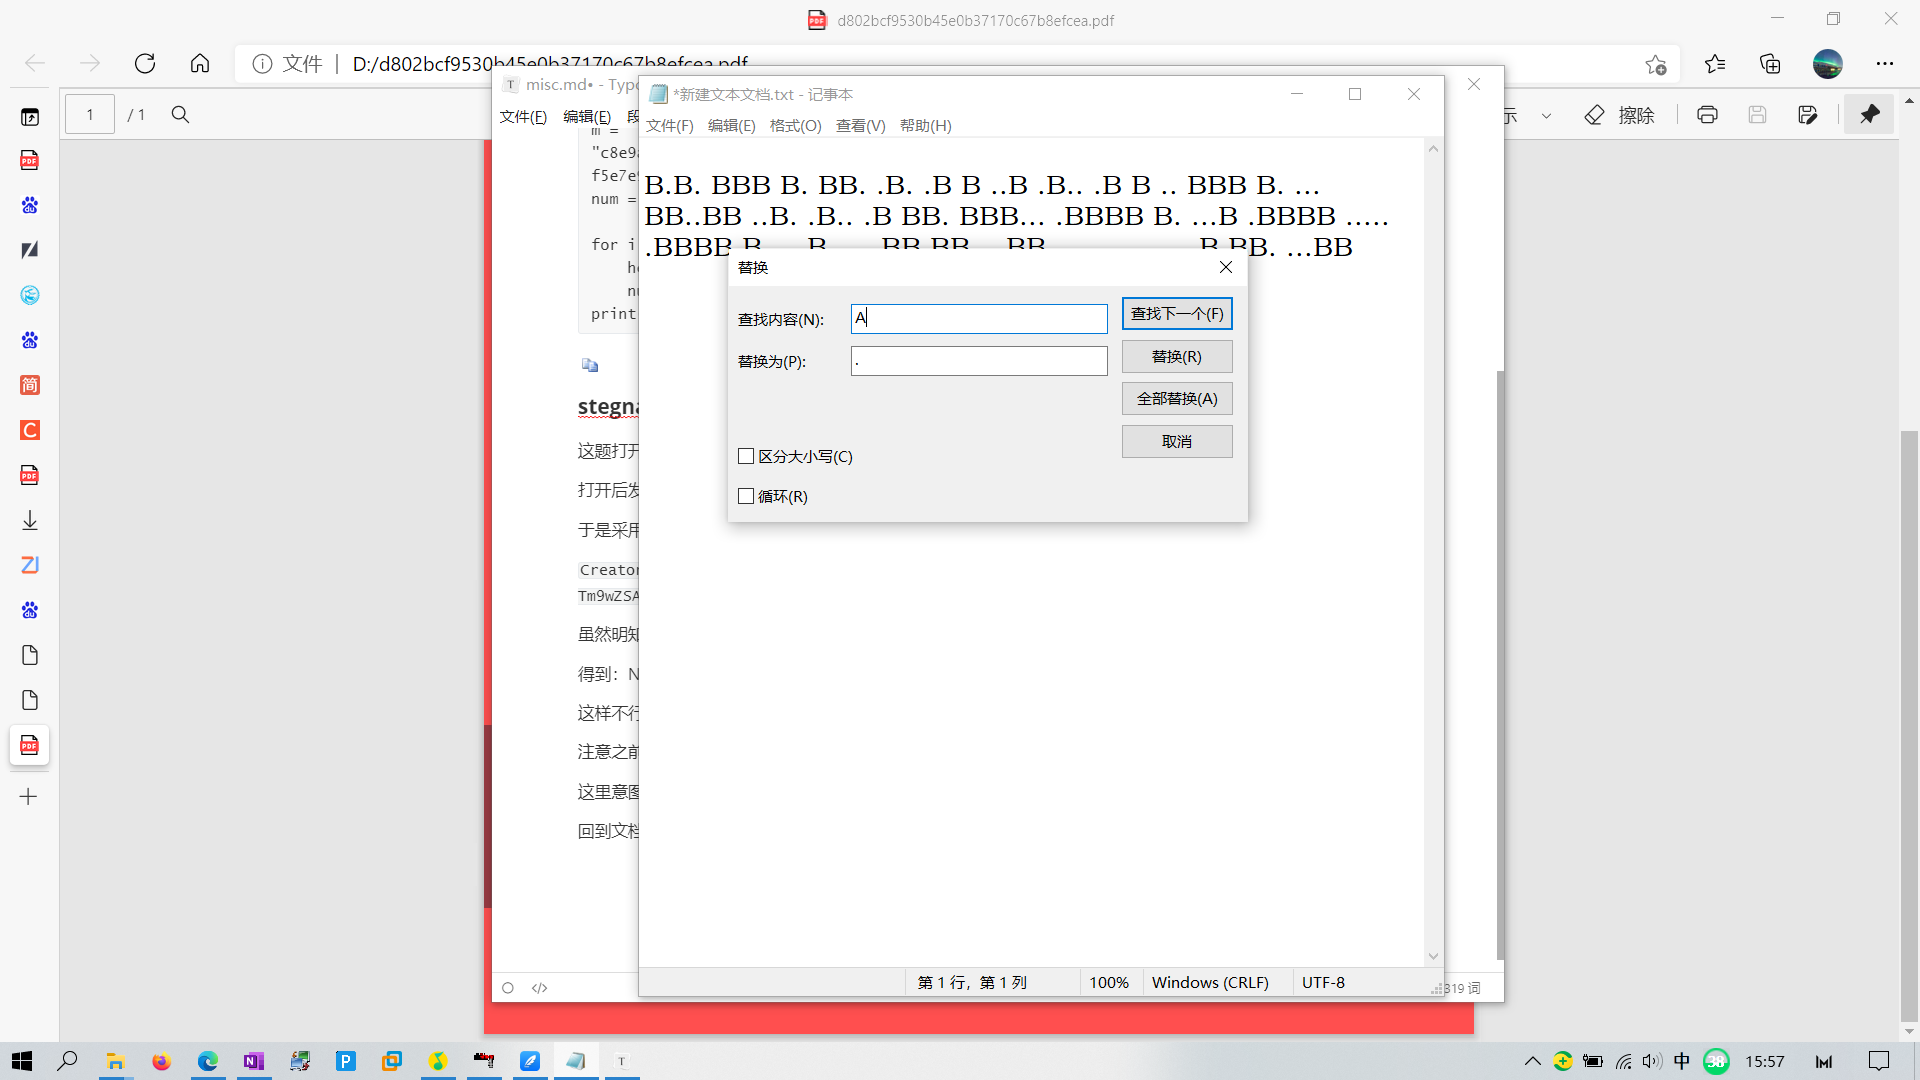 d802bcf9530b45e0b37170c67b8efcea.pdf
文件 | D:/d802bcf9530b45e0b37170c67b8efcea.pdf
1 / 1
示
擦除
misc.md• - Typo
文件(F) 编辑(E) 段
m =
"c8e9a
f5e7e9
num =
for i
print
stegna
这题打开
打开后发
于是采用
Creator
Tm9wZSA
虽然明知
得到：N
这样不行
注意之前
这里意图
回到文档
319 词
*新建文本文档.txt - 记事本
文件(F) 编辑(E) 格式(O) 查看(V) 帮助(H)
B.B. BBB B. BB. .B. .B B ..B .B.. .B B .. BBB B. ...
BB..BB ..B. .B.. .B BB. BBB... .BBBB B. ...B .BBBB .....
.BBBB B
B BB. ...BB
替换
查找内容(N): A
查找下一个(F)
替换为(P): .
替换(R)
全部替换(A)
取消
区分大小写(C)
循环(R)
第 1 行，第 1 列 100% Windows (CRLF) UTF-8
中 38 15:57